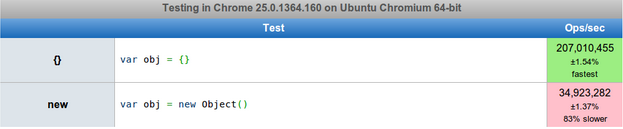 Testing in Chrome 25.0.1364.160 on Ubuntu Chromium 64-bit
Test Ops/sec
{} var obj = {} 207,010,455
±1.54%
fastest
new var obj = new Object() 34,923,282
±1.37%
83% slower